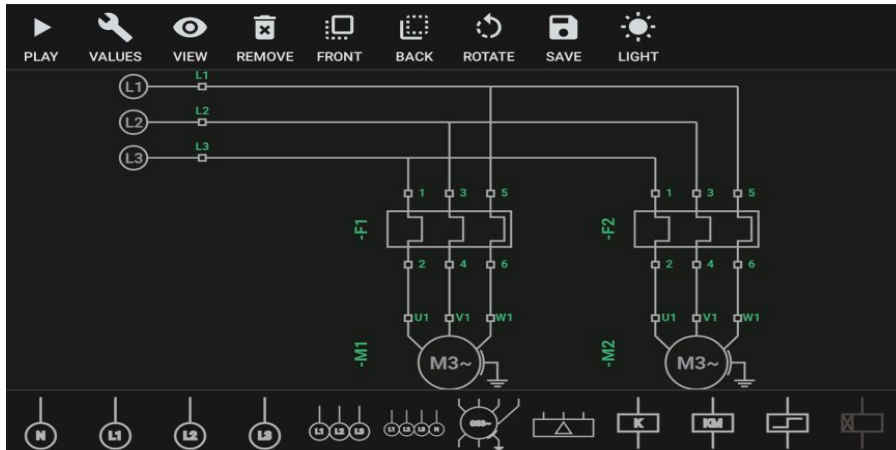 PLAY VALUES VIEW REMOVE FRONT BACK ROTATE SAVE LIGHT
L1 L1
L2 L2
L3 L3
1 3 5 1 3 5
-F1 -F2
2 4 6 2 4 6
U1 V1 W1 U1 V1 W1
-M1 M3~ -M2 M3~
N L1 L2 L3 L1 L2 L3 L1 L2 L3 N GS3~ K KM